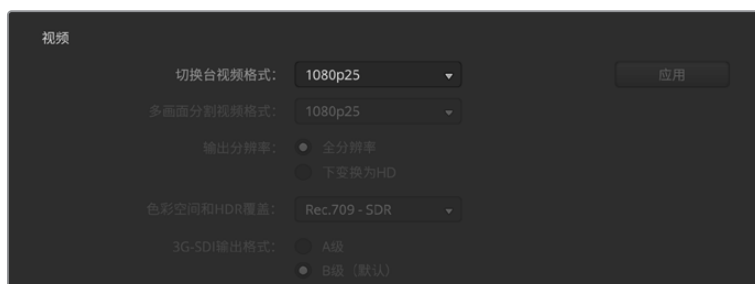 视频
切换台视频格式： 1080p25 应用
多画面分割视频格式： 1080p25
输出分辨率： 全分辨率
下变换为HD
色彩空间和HDR覆盖： Rec.709 - SDR
3G-SDI输出格式： A级
B级（默认）